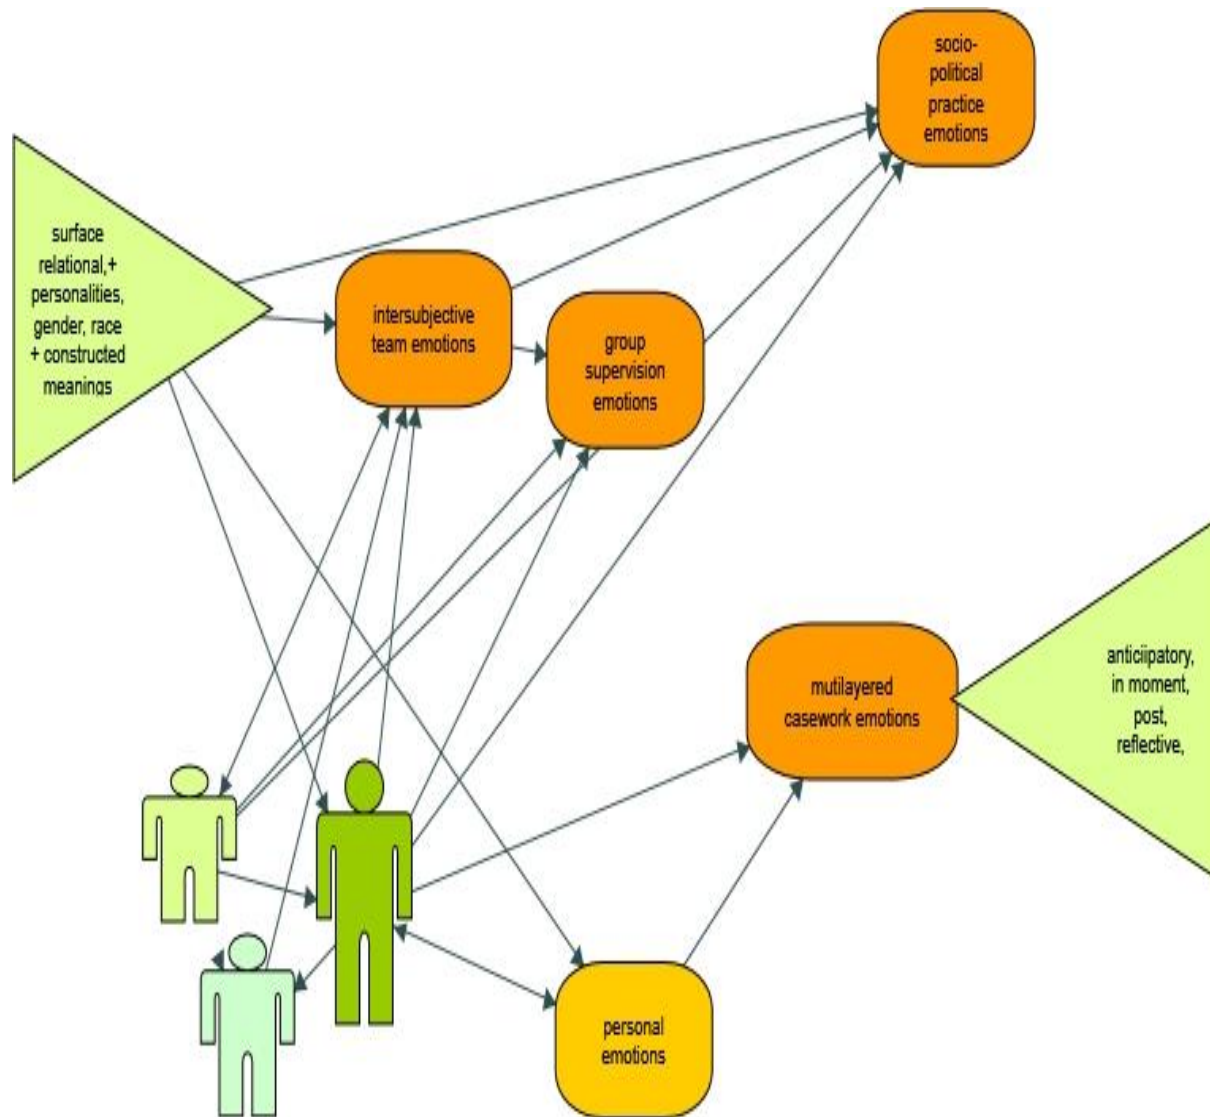 socio-
political
practice
emotions
surface
relational,+
personalities,
gender, race
+ constructed
meanings
intersubjective
team emotions
group
supervision
emotions
mutilayered
casework emotions
anticiipatory,
in moment,
post,
reflective,
personal
emotions